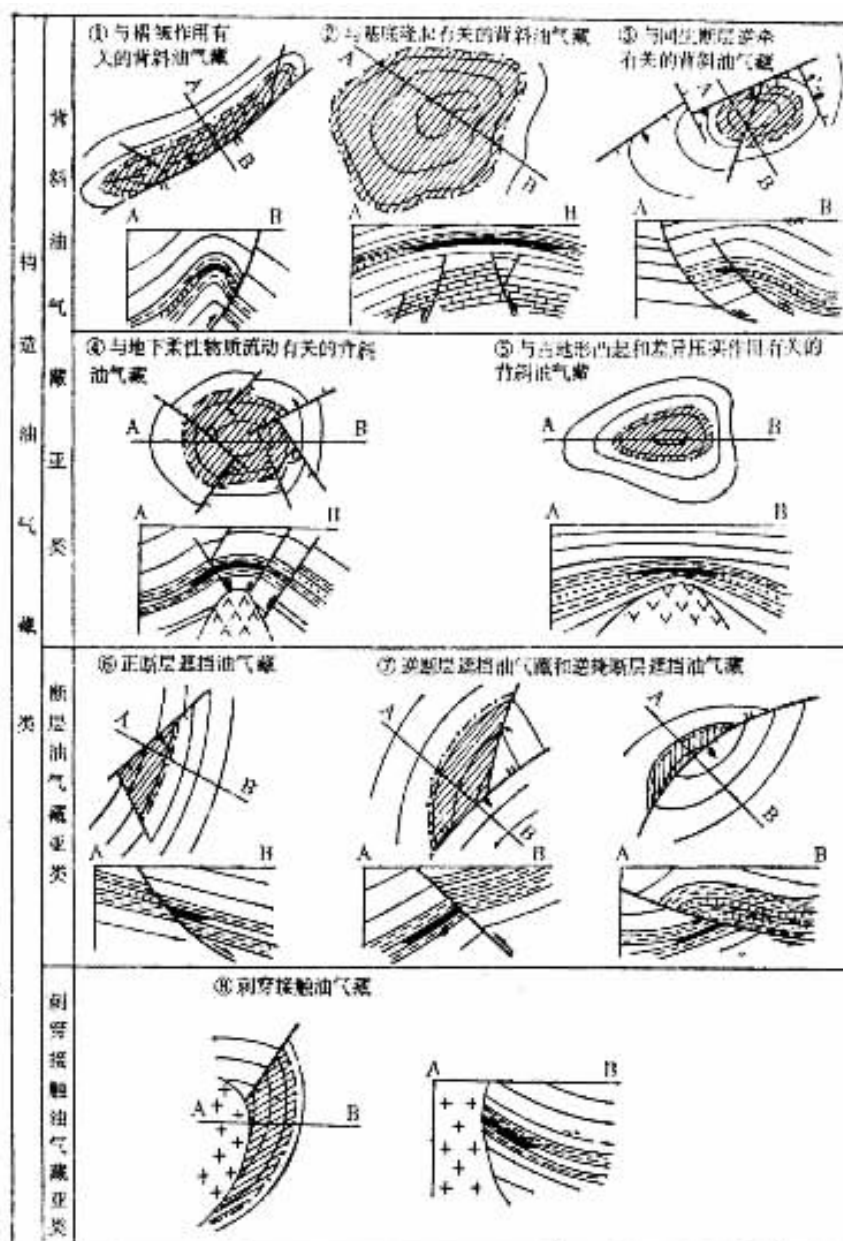 构造油气藏类
背斜油气藏亚类
① 与褶皱作用有
关的背斜油气藏
A
B
A B
② 与基底隆起有关的背斜油气藏
A
B
A B
③ 与同生断层逆牵
有关的背斜油气藏
A
B
A B
④ 与地下柔性物质流动有关的背斜
油气藏
A B
A B
⑤ 与古地形凸起和差异压实作用有关的
背斜油气藏
A B
A B
断层油气藏亚类
⑥ 正断层遮挡油气藏
A
B
A B
⑦ 逆断层遮挡油气藏和逆掩断层遮挡油气藏
A
B
A B
A
B
A B
刺穿接触油气藏亚类
⑧ 刺穿接触油气藏
A B
A B